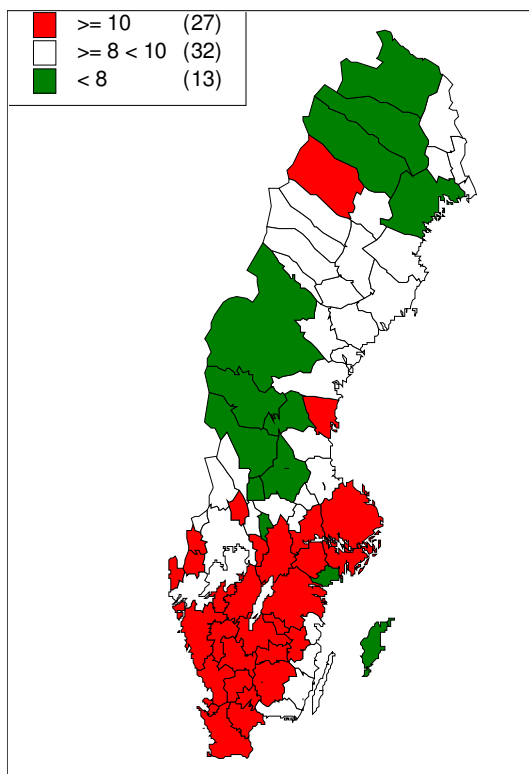 >= 10 (27)
>= 8 < 10 (32)
< 8 (13)